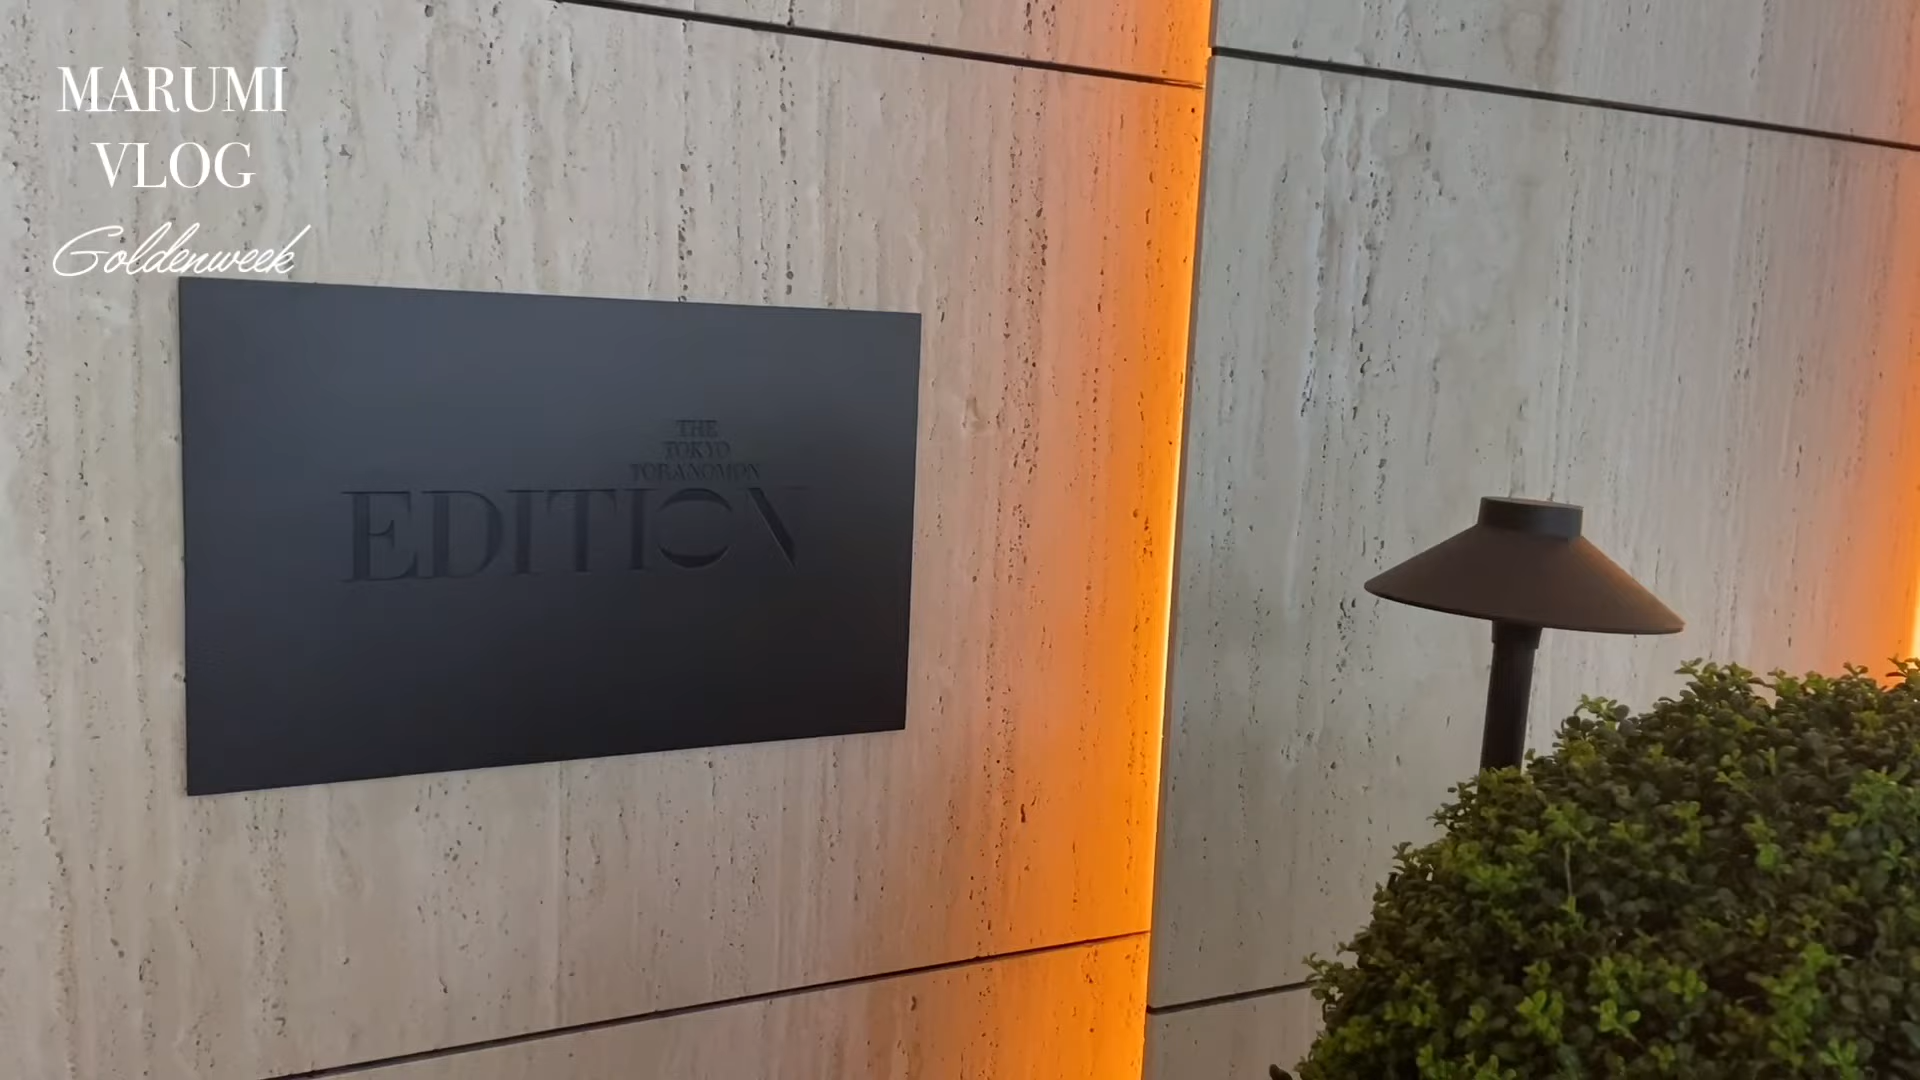 MARUMI
VLOG
Goldenweek
THE
TOKYO
TORANOMON
EDITION